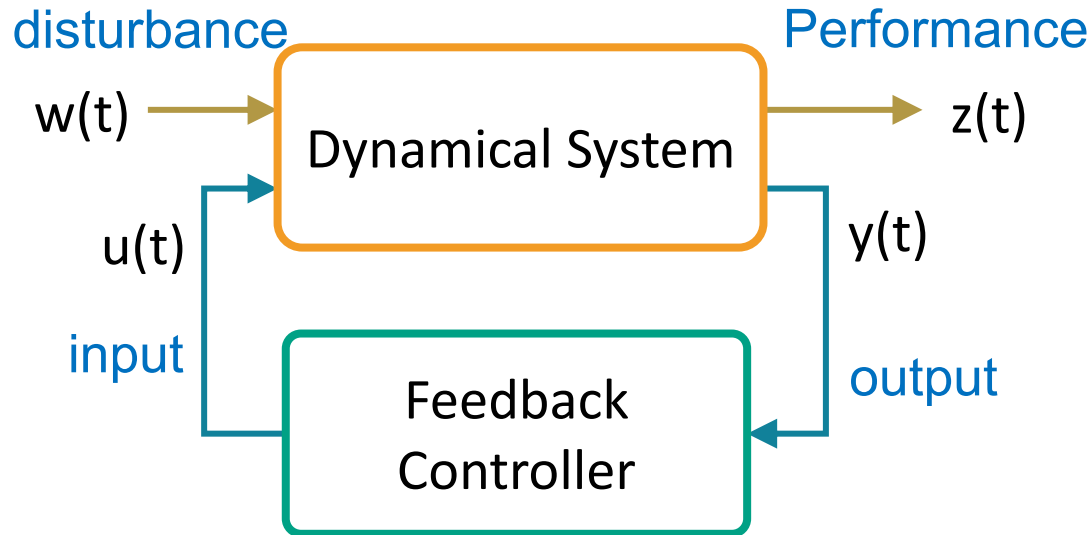 disturbance
Performance
w(t)
Dynamical System
z(t)
u(t)
y(t)
input
Feedback
Controller
output